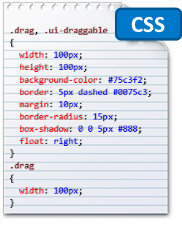 CSS
.drag, .ui-draggable
{
width: 100px;
height: 100px;
background-color: #75c3f2;
border: 5px dashed #0075c3;
margin: 10px;
border-radius: 15px;
box-shadow: 0 0 5px #888;
float: right;
}
.drag
{
width: 100px;
}